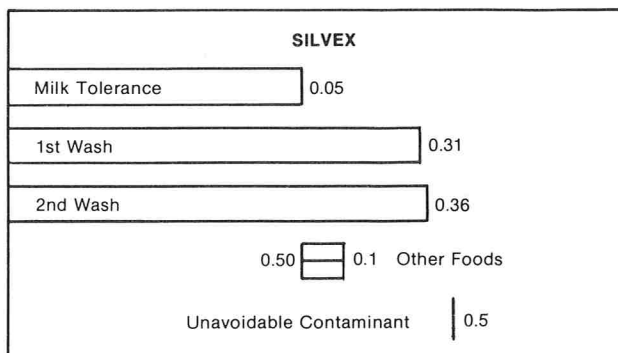 SILVEX
Milk Tolerance 0.05
1st Wash 0.31
2nd Wash 0.36
0.50 0.1 Other Foods
Unavoidable Contaminant 0.5